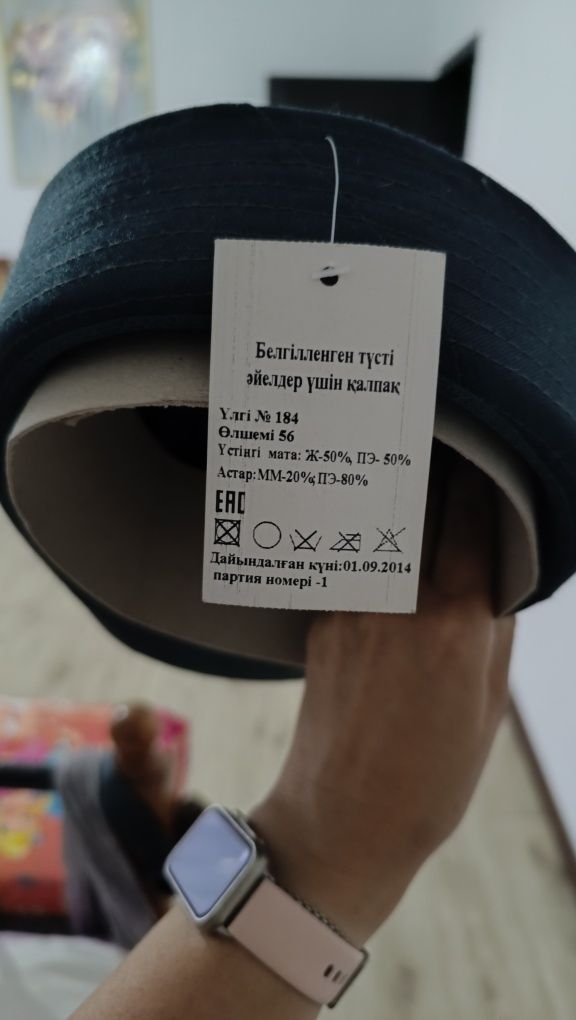 Белгілленген түсті
әйелдер үшін қалпақ
Үлгі № 184
Өлшемі 56
Үстіңгі мата: Ж-50%, ПЭ- 50%
Астар:ММ-20%;ПЭ-80%
EAC
Дайындалған күні:01.09.2014
партия номері -1